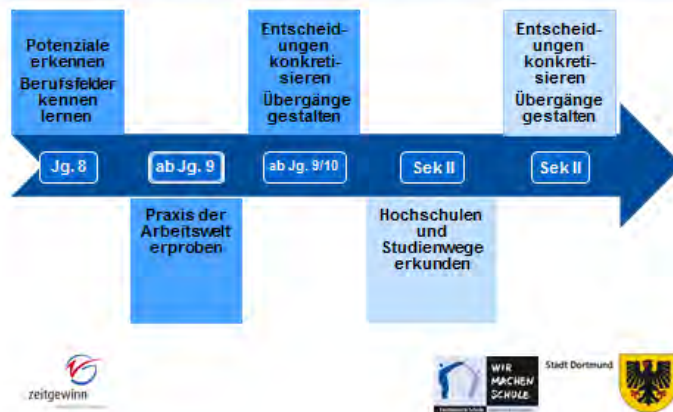 Potenziale
erkennen
Berufsfelder
kennen
lernen
Entscheid-
ungen
konkreti-
sieren
Übergänge
gestalten
Entscheid-
ungen
konkreti-
sieren
Übergänge
gestalten
Jg. 8
ab Jg. 9
ab Jg. 9/10
Sek II
Sek II
Praxis der
Arbeitswelt
erproben
Hochschulen
und
Studienwege
erkunden
zeitgewinn
WIR
MACHEN
SCHULE
Stadt Dortmund